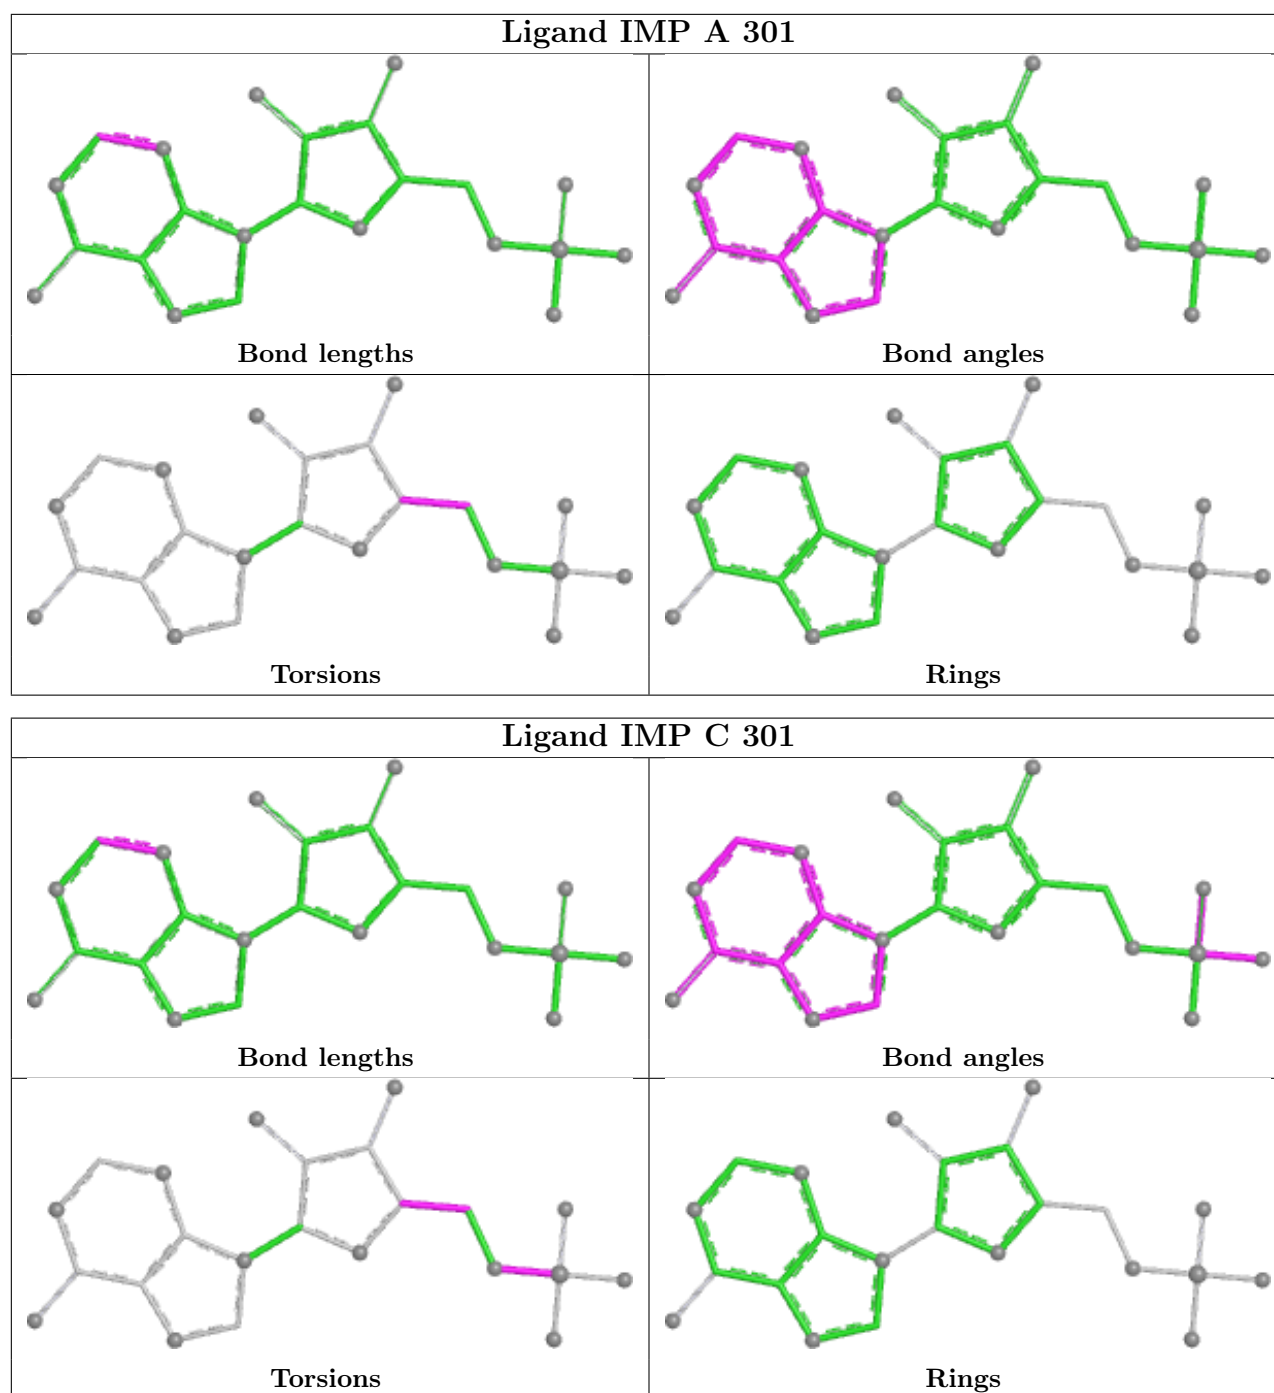 Ligand IMP A 301
Bond lengths
Bond angles
Torsions
Rings
Ligand IMP C 301
Bond lengths
Bond angles
Torsions
Rings